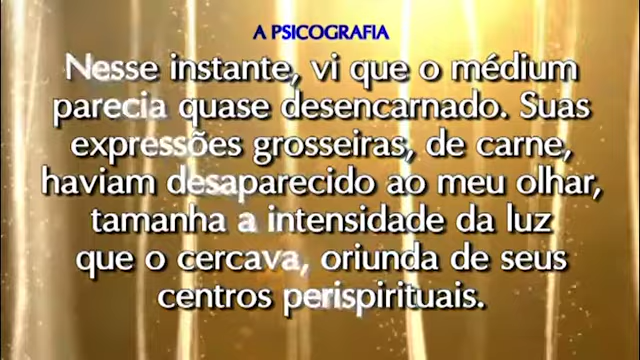 A PSICOGRAFIA
Nesse instante, vi que o médium
parecia quase desencarnado. Suas
expressões grosseiras, de carne,
haviam desaparecido ao meu olhar,
tamanha a intensidade da luz
que o cercava, oriunda de seus
centros perispirituais.